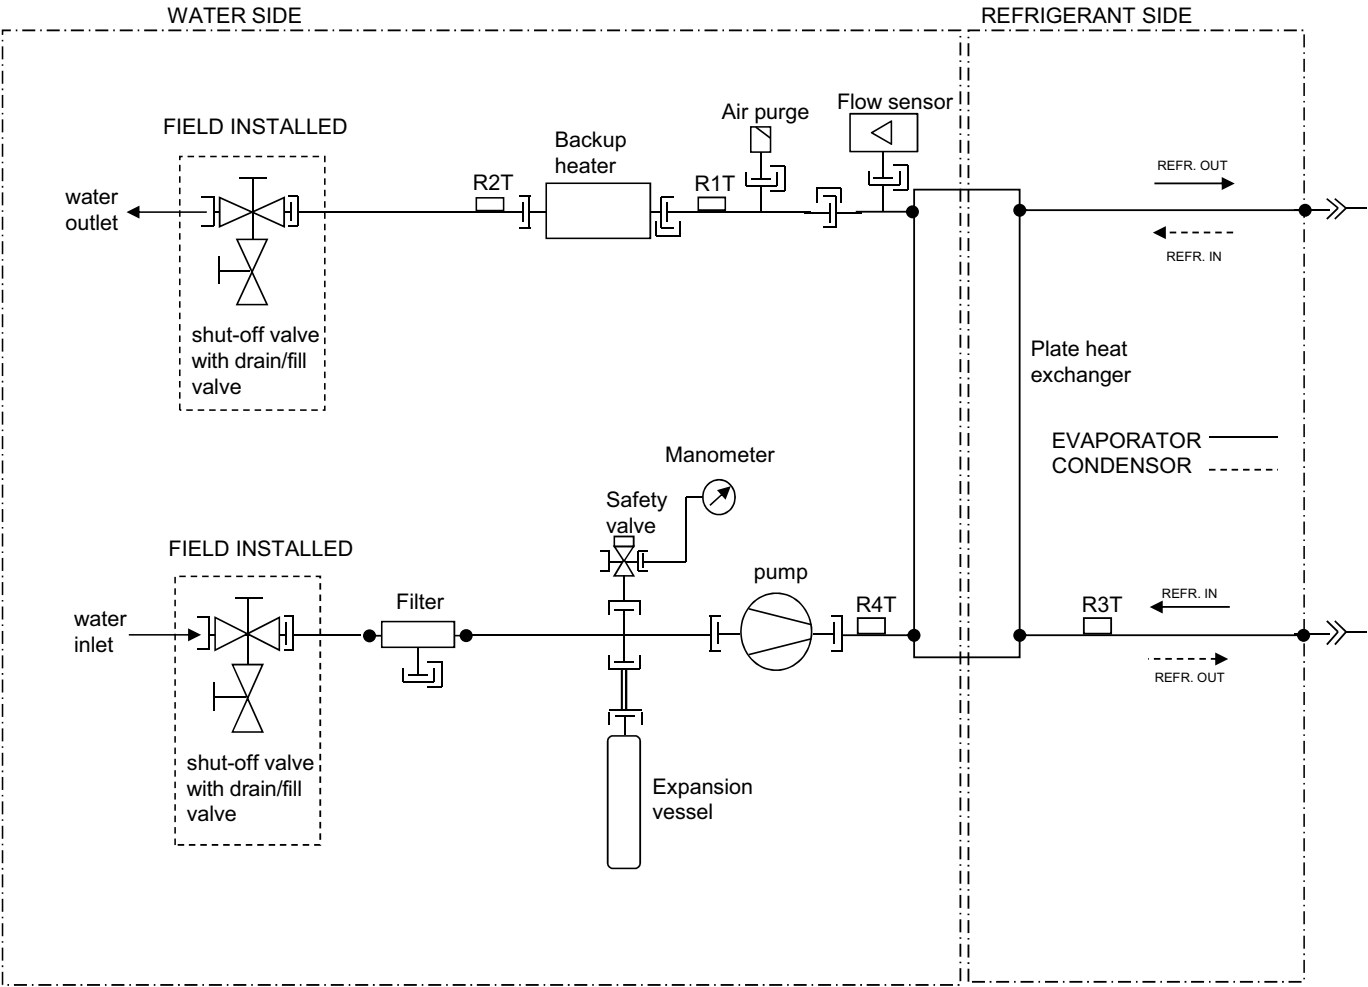 WATER SIDE
REFRIGERANT SIDE
FIELD INSTALLED
Backup
heater
Air purge
Flow sensor
R2T
R1T
water
outlet
REFR. OUT
REFR. IN
shut-off valve
with drain/fill
valve
Plate heat
exchanger
EVAPORATOR
CONDENSOR
Manometer
Safety
valve
FIELD INSTALLED
pump
Filter
R4T
R3T
REFR. IN
water
inlet
REFR. OUT
shut-off valve
with drain/fill
valve
Expansion
vessel